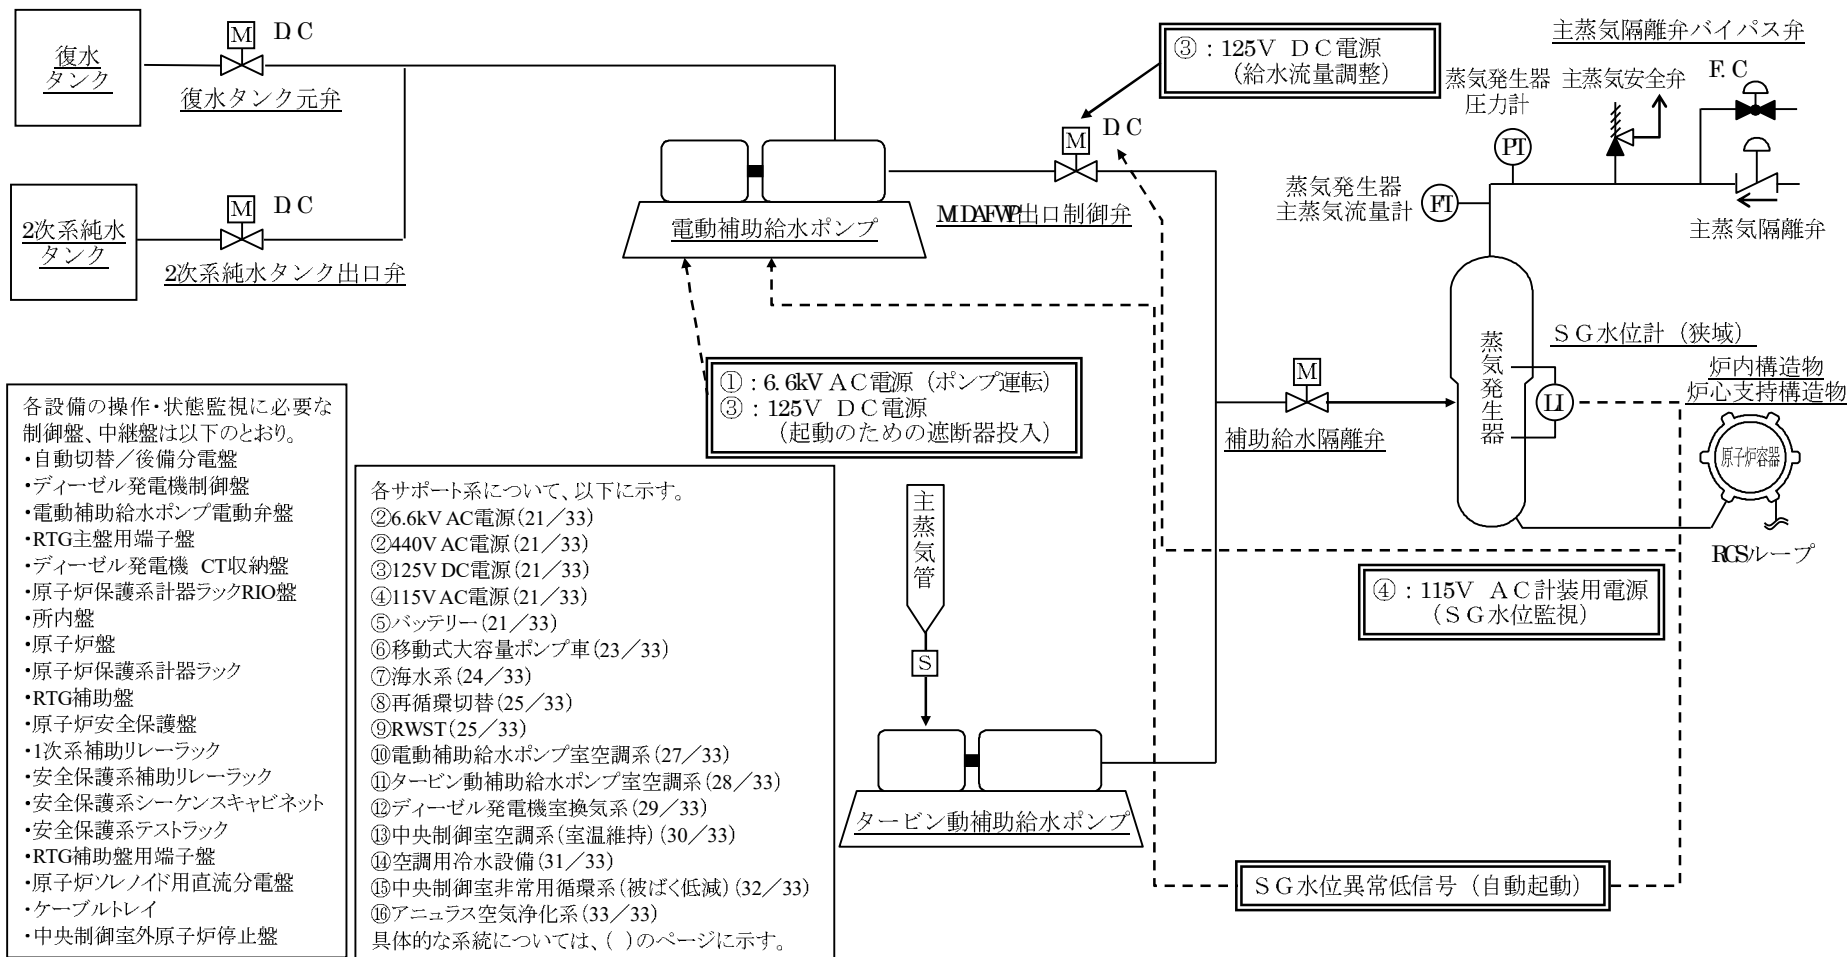 復水
タンク
M
D.C
復水タンク元弁
2次系純水
タンク
M
D.C
2次系純水タンク出口弁
電動補助給水ポンプ
③：125V DC電源
(給水流量調整)
M
D.C
MDAFWP出口制御弁
主蒸気隔離弁バイパス弁
F.C
蒸気発生器
圧力計
主蒸気安全弁
PT
蒸気発生器
主蒸気流量計
FT
主蒸気隔離弁
①：6.6kV AC電源 (ポンプ運転)
③：125V DC電源
(起動のための遮断器投入)
M
補助給水隔離弁
蒸気発生器
SG水位計 (狭域)
LT
炉内構造物
炉心支持構造物
原子炉容器
RCSループ
④：115V AC計装用電源
(SG水位監視)
主蒸気管
S
タービン動補助給水ポンプ
SG水位異常低信号 (自動起動)
各設備の操作・状態監視に必要な
制御盤、中継盤は以下のとおり。
・自動切替／後備分電盤
・ディーゼル発電機制御盤
・電動補助給水ポンプ電動弁盤
・RTG主盤用端子盤
・ディーゼル発電機 CT収納盤
・原子炉保護系計器ラックRIO盤
・所内盤
・原子炉盤
・原子炉保護系計器ラック
・RTG補助盤
・原子炉安全保護盤
・1次系補助リレーラック
・安全保護系補助リレーラック
・安全保護系シーケンスキャビネット
・安全保護系テストラック
・RTG補助盤用端子盤
・原子炉ソレノイド用直流分電盤
・ケーブルトレイ
・中央制御室外原子炉停止盤
各サポート系について、以下に示す。
②6.6kV AC電源(21／33)
②440V AC電源(21／33)
③125V DC電源(21／33)
④115V AC電源(21／33)
⑤バッテリー(21／33)
⑥移動式大容量ポンプ車(23／33)
⑦海水系(24／33)
⑧再循環切替(25／33)
⑨RWST(25／33)
⑩電動補助給水ポンプ室空調系(27／33)
⑪タービン動補助給水ポンプ室空調系(28／33)
⑫ディーゼル発電機室換気系(29／33)
⑬中央制御室空調系(室温維持)(30／33)
⑭空調用冷水設備(31／33)
⑮中央制御室非常用循環系(被ばく低減)(32／33)
⑯アニュラス空気浄化系(33／33)
具体的な系統については、( )のページに示す。